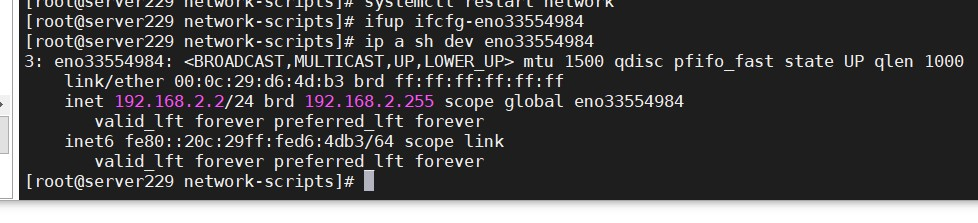 [root@server229 network-scripts]# systemctl restart network
[root@server229 network-scripts]# ifup ifcfg-eno33554984
[root@server229 network-scripts]# ip a sh dev eno33554984
3: eno33554984: <BROADCAST,MULTICAST,UP,LOWER_UP> mtu 1500 qdisc pfifo_fast state UP qlen 1000
    link/ether 00:0c:29:d6:4d:b3 brd ff:ff:ff:ff:ff:ff
    inet 192.168.2.2/24 brd 192.168.2.255 scope global eno33554984
       valid_lft forever preferred_lft forever
    inet6 fe80::20c:29ff:fed6:4db3/64 scope link
       valid_lft forever preferred_lft forever
[root@server229 network-scripts]#